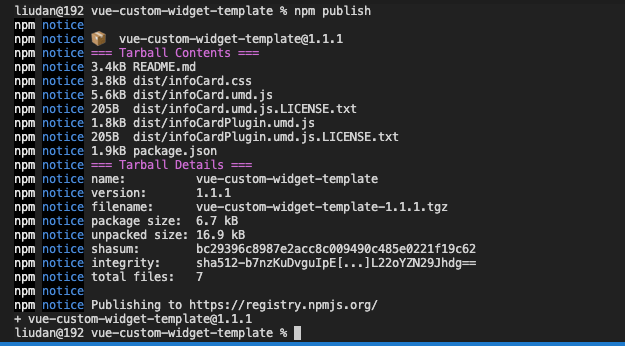 liudan@192 vue-custom-widget-template % npm publish
npm notice
npm notice 📦  vue-custom-widget-template@1.1.1
npm notice === Tarball Contents ===
npm notice 3.4kB README.md
npm notice 3.8kB dist/infoCard.css
npm notice 5.6kB dist/infoCard.umd.js
npm notice 205B  dist/infoCard.umd.js.LICENSE.txt
npm notice 1.8kB dist/infoCardPlugin.umd.js
npm notice 205B  dist/infoCardPlugin.umd.js.LICENSE.txt
npm notice 1.9kB package.json
npm notice === Tarball Details ===
npm notice name:          vue-custom-widget-template
npm notice version:       1.1.1
npm notice filename:      vue-custom-widget-template-1.1.1.tgz
npm notice package size:  6.7 kB
npm notice unpacked size: 16.9 kB
npm notice shasum:        bc29396c8987e2acc8c009490c485e0221f19c62
npm notice integrity:     sha512-b7nzKuDvguIpE[...]L22oYZN29Jhdg==
npm notice total files:   7
npm notice
npm notice Publishing to https://registry.npmjs.org/
+ vue-custom-widget-template@1.1.1
liudan@192 vue-custom-widget-template %